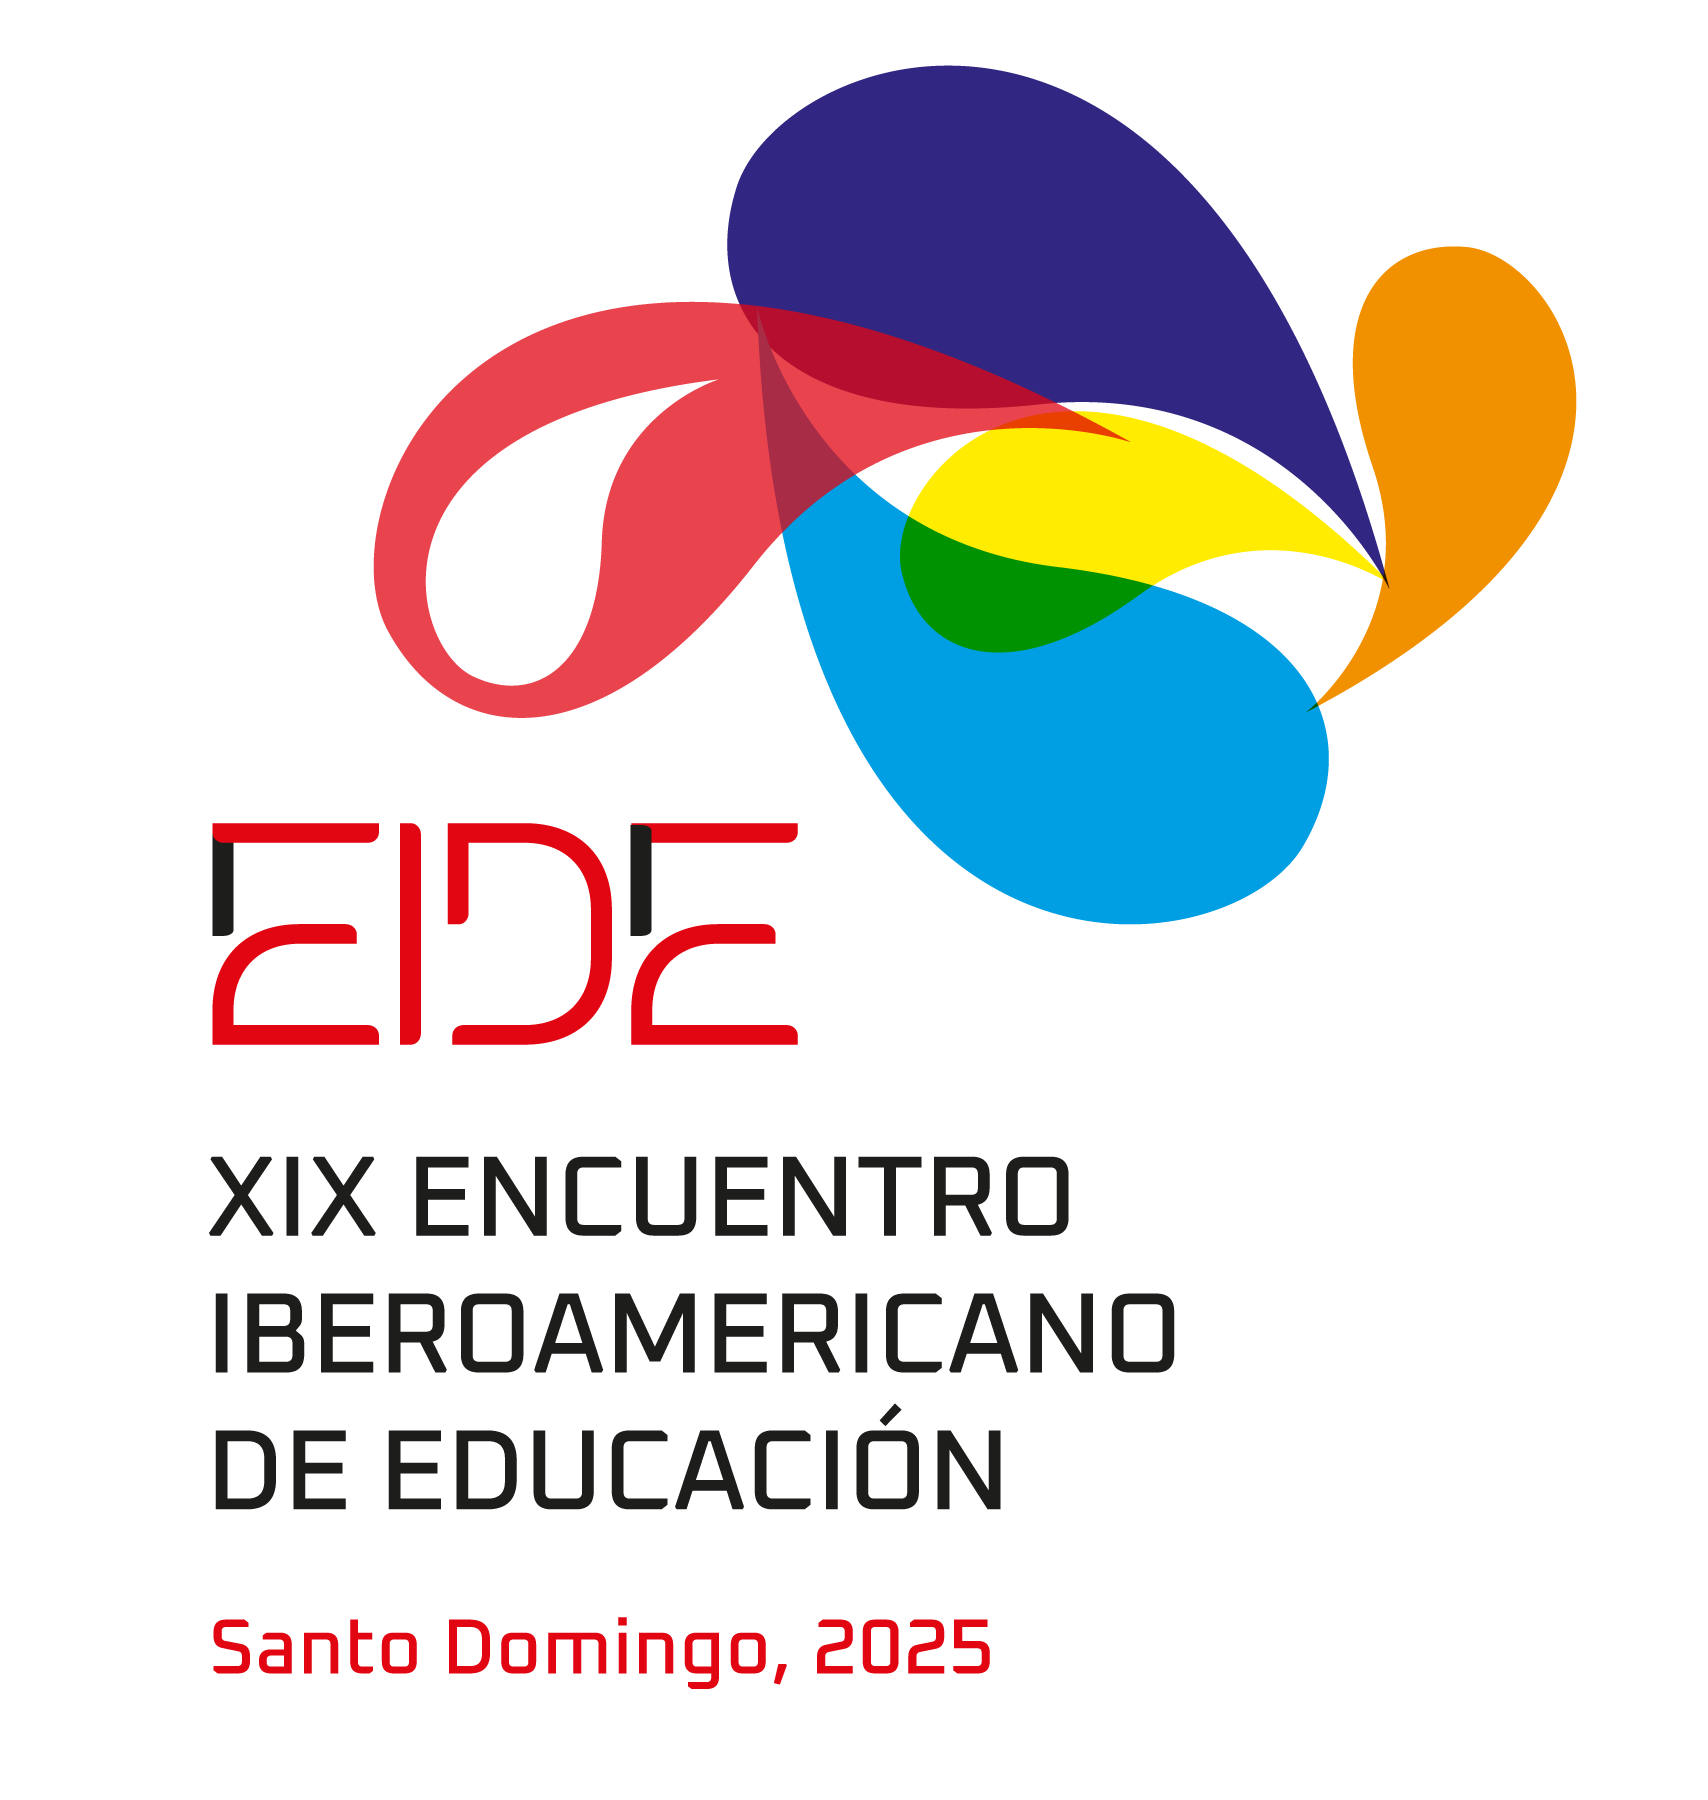 EIDE
XIX ENCUENTRO
IBEROAMERICANO
DE EDUCACIÓN
Santo Domingo, 2025